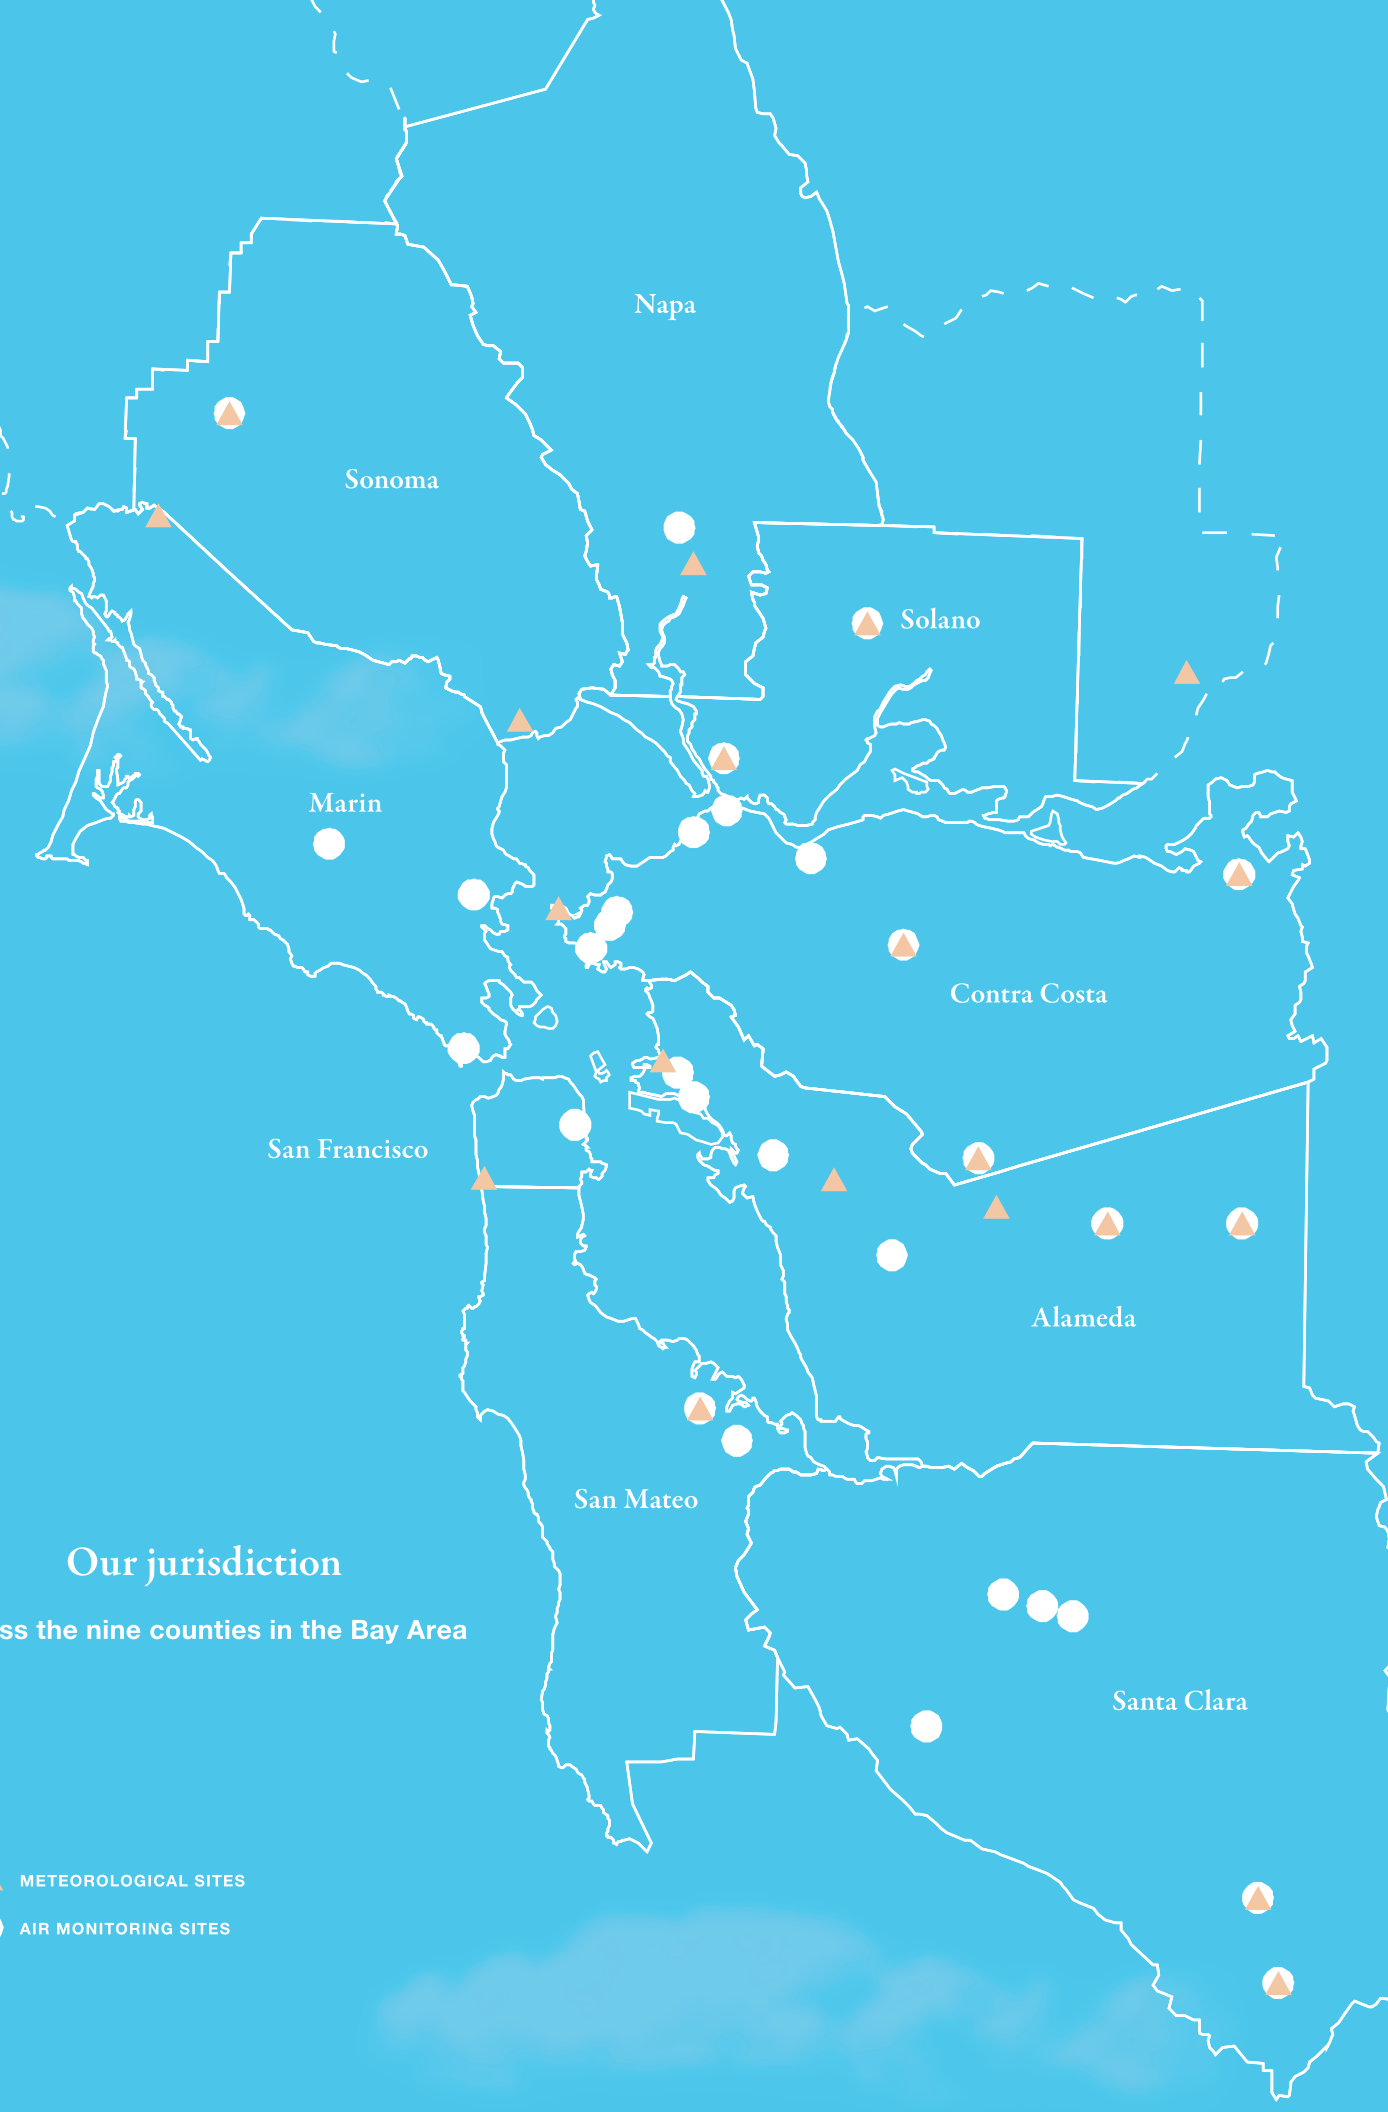 Napa
Sonoma
Solano
Marin
Contra Costa
San Francisco
Alameda
San Mateo
Our jurisdiction
ss the nine counties in the Bay Area
Santa Clara
METEOROLOGICAL SITES
AIR MONITORING SITES